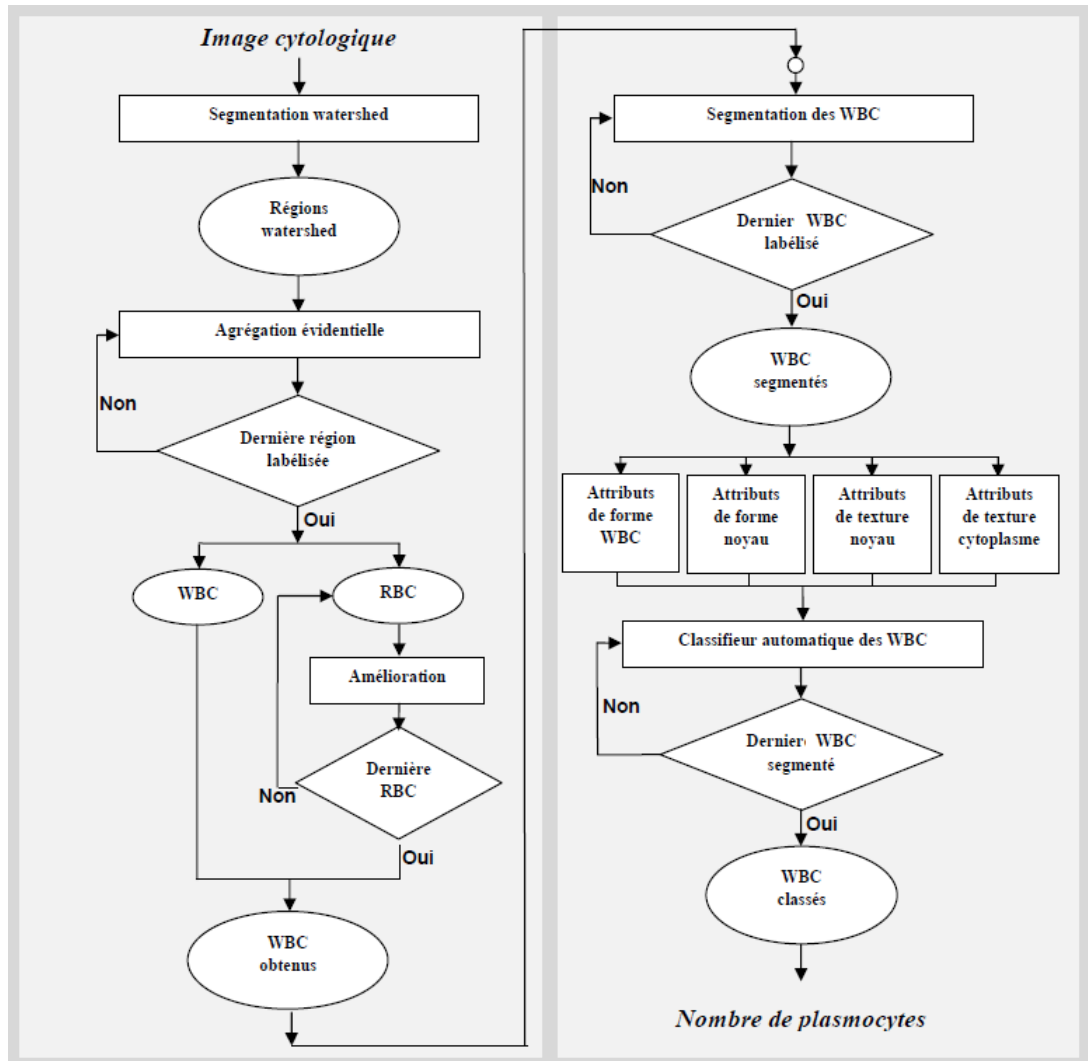 Image cytologique
Segmentation watershed
Régions
watershed
Agrégation évidentielle
Non
Dernière région
labélisée
Oui
WBC
RBC
Amélioration
Dernière
RBC
Non
Oui
WBC
obtenus
Segmentation des WBC
Non
Dernier WBC
labélisé
Oui
WBC
segmentés
Attributs
de forme
WBC
Attributs
de forme
noyau
Attributs
de texture
noyau
Attributs
de texture
cytoplasme
Classifieur automatique des WBC
Non
Dernier WBC
segmenté
Oui
WBC
classés
Nombre de plasmocytes